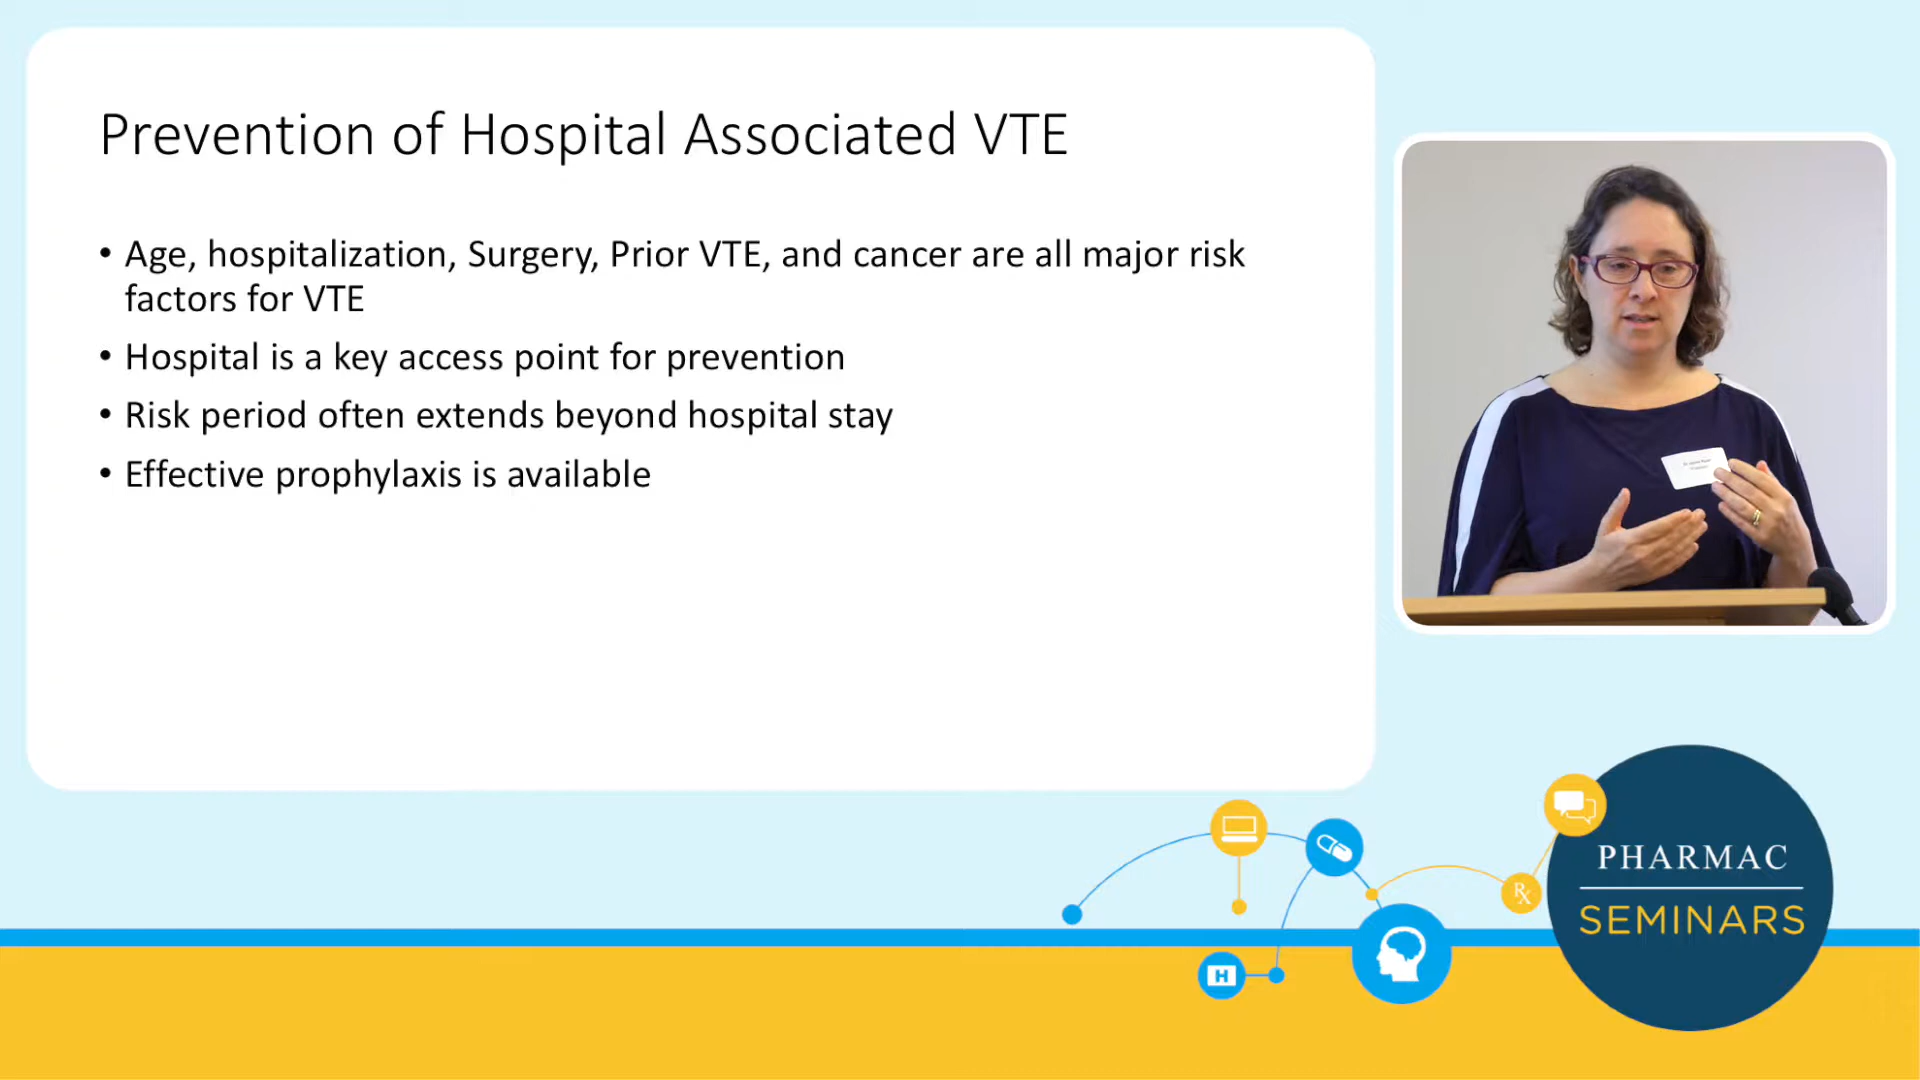 Prevention of Hospital Associated VTE
• Age, hospitalization, Surgery, Prior VTE, and cancer are all major risk
factors for VTE
• Hospital is a key access point for prevention
• Risk period often extends beyond hospital stay
• Effective prophylaxis is available
PHARMAC
SEMINARS
Rx
H